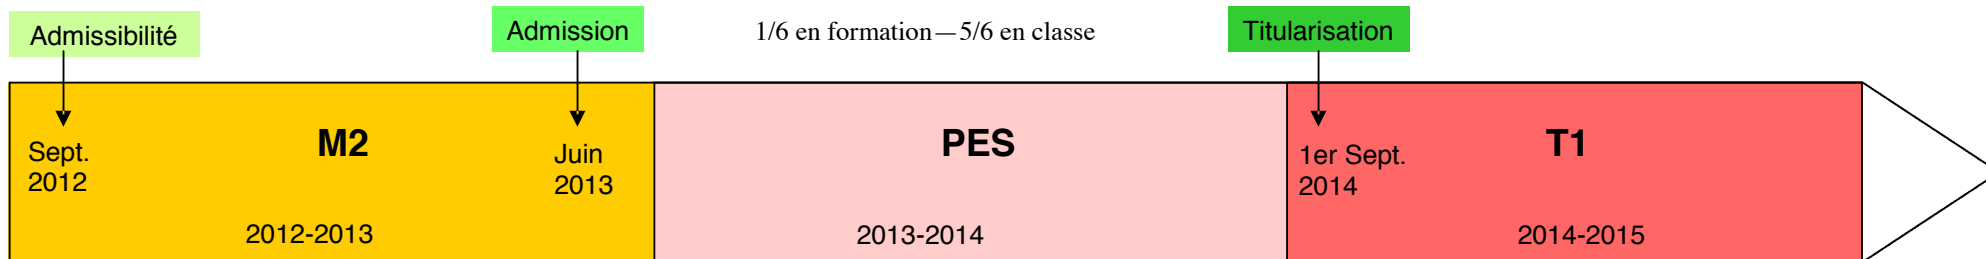 Admissibilité
Admission
1/6 en formation—5/6 en classe
Titularisation
M2
PES
T1
Sept.
2012
Juin
2013
1er Sept.
2014
2012-2013
2013-2014
2014-2015